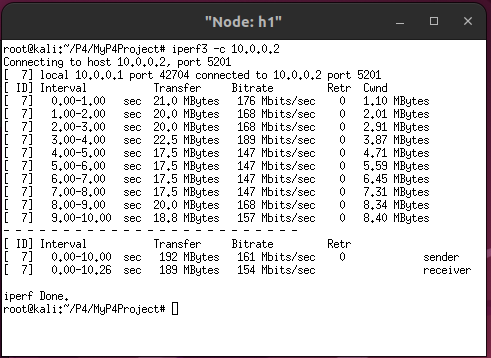 "Node: h1"
root@kali:~/P4/MyP4Project# iperf3 -c 10.0.0.2
Connecting to host 10.0.0.2, port 5201
[  7] local 10.0.0.1 port 42704 connected to 10.0.0.2 port 5201
[ ID] Interval           Transfer     Bitrate         Retr  Cwnd
[  7]   0.00-1.00   sec  21.0 MBytes   176 Mbits/sec    0   1.10 MBytes
[  7]   1.00-2.00   sec  20.0 MBytes   168 Mbits/sec    0   2.01 MBytes
[  7]   2.00-3.00   sec  20.0 MBytes   168 Mbits/sec    0   2.91 MBytes
[  7]   3.00-4.00   sec  22.5 MBytes   189 Mbits/sec    0   3.87 MBytes
[  7]   4.00-5.00   sec  17.5 MBytes   147 Mbits/sec    0   4.71 MBytes
[  7]   5.00-6.00   sec  17.5 MBytes   147 Mbits/sec    0   5.59 MBytes
[  7]   6.00-7.00   sec  17.5 MBytes   147 Mbits/sec    0   6.45 MBytes
[  7]   7.00-8.00   sec  17.5 MBytes   147 Mbits/sec    0   7.31 MBytes
[  7]   8.00-9.00   sec  20.0 MBytes   168 Mbits/sec    0   8.34 MBytes
[  7]   9.00-10.00  sec  18.8 MBytes   157 Mbits/sec    0   8.40 MBytes
- - - - - - - - - - - - - - - - - - - - - - - - -
[ ID] Interval           Transfer     Bitrate         Retr
[  7]   0.00-10.00  sec   192 MBytes   161 Mbits/sec    0             sender
[  7]   0.00-10.26  sec   189 MBytes   154 Mbits/sec                  receiver

iperf Done.
root@kali:~/P4/MyP4Project#